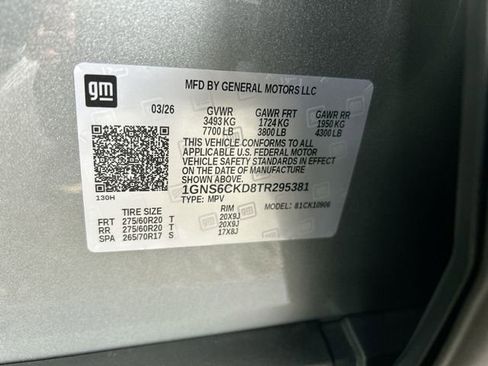 gm
MFD BY GENERAL MOTORS LLC
03/26 GVWR GAWR FRT GAWR RR
3493 KG 1724 KG 1950 KG
7700 LB 3800 LB 4300 LB
THIS VEHICLE CONFORMS TO ALL
APPLICABLE U.S. FEDERAL MOTOR
VEHICLE SAFETY STANDARDS IN EFFECT
ON THE DATE OF MANUFACTURE
SHOWN ABOVE.
1GNS6CKD8TR295381
130H TYPE: MPV MODEL: 81CK10906
TIRE SIZE RIM
FRT 275/60R20 T 20X9J
RR 275/60R20 T 20X9J
SPA 265/70R17 S 17X8J